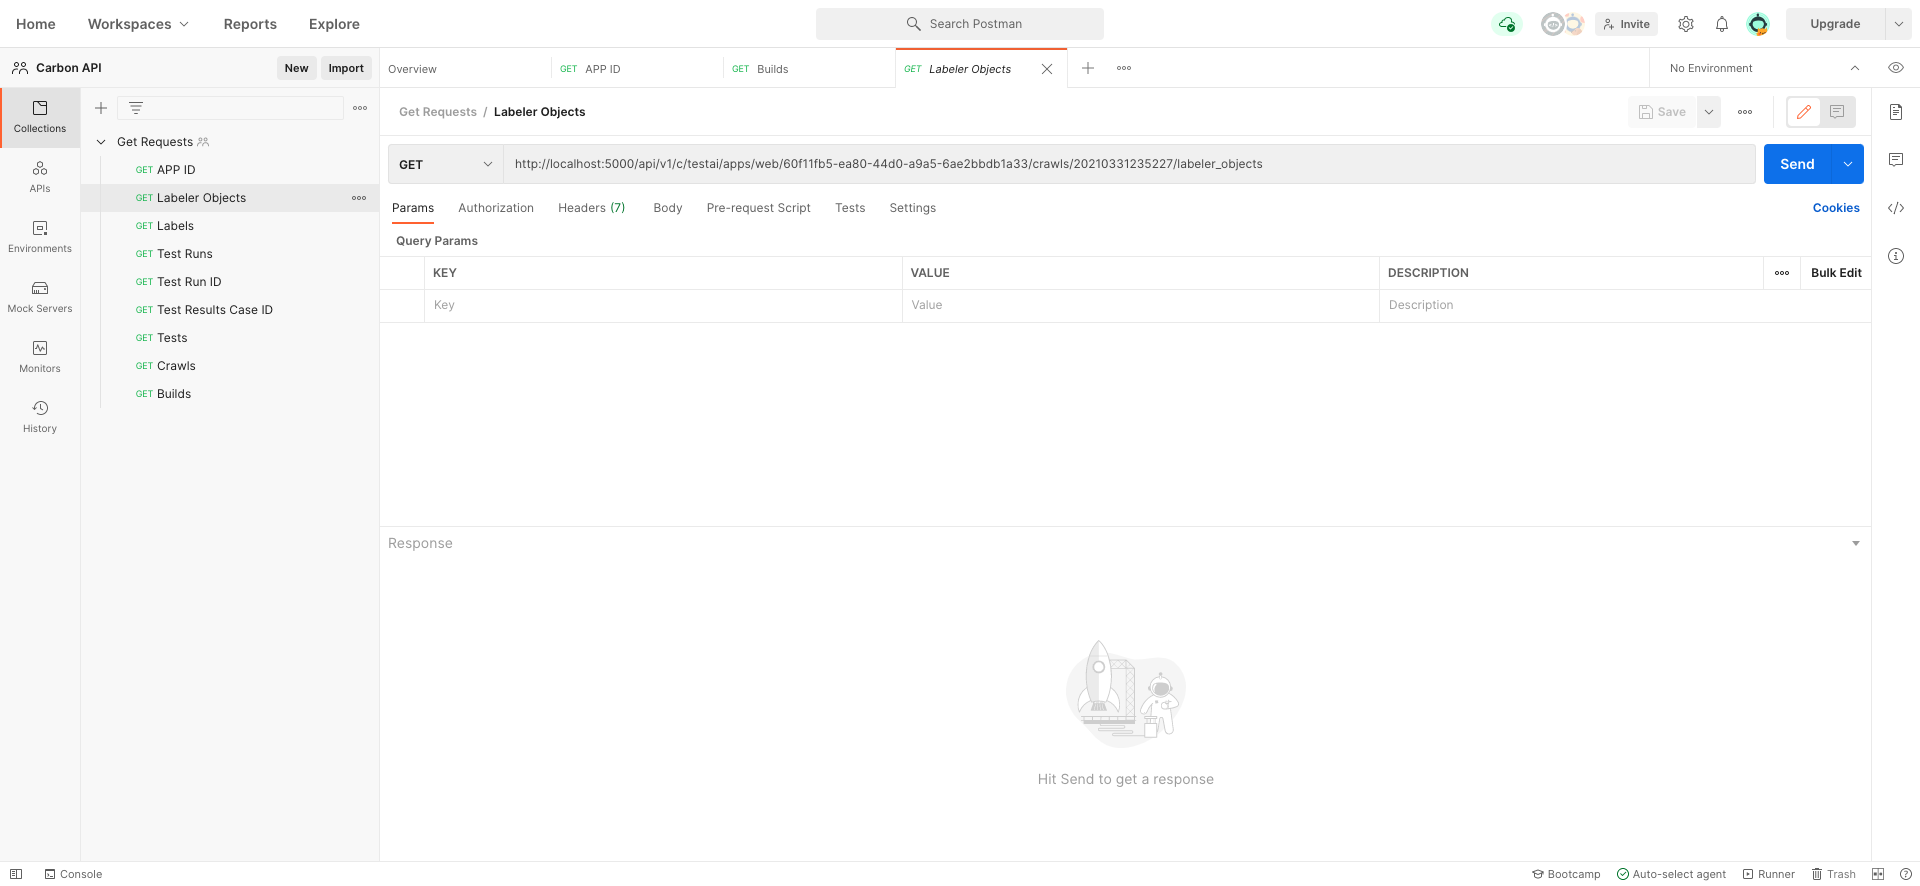 Home Workspaces Reports Explore Search Postman Invite Upgrade
Carbon API New Import Overview GET APP ID GET Builds GET Labeler Objects No Environment
Get Requests / Labeler Objects Save
Collections
APIs
Environments
Mock Servers
Monitors
History
Get Requests
GET APP ID
GET Labeler Objects
GET Labels
GET Test Runs
GET Test Run ID
GET Test Results Case ID
GET Tests
GET Crawls
GET Builds
GET http://localhost:5000/api/v1/c/testai/apps/web/60f11fb5-ea80-44d0-a9a5-6ae2bbdb1a33/crawls/20210331235227/labeler_objects Send
Params Authorization Headers (7) Body Pre-request Script Tests Settings Cookies
Query Params
KEY VALUE DESCRIPTION Bulk Edit
Key Value Description
Response
Hit Send to get a response
Console Bootcamp Auto-select agent Runner Trash